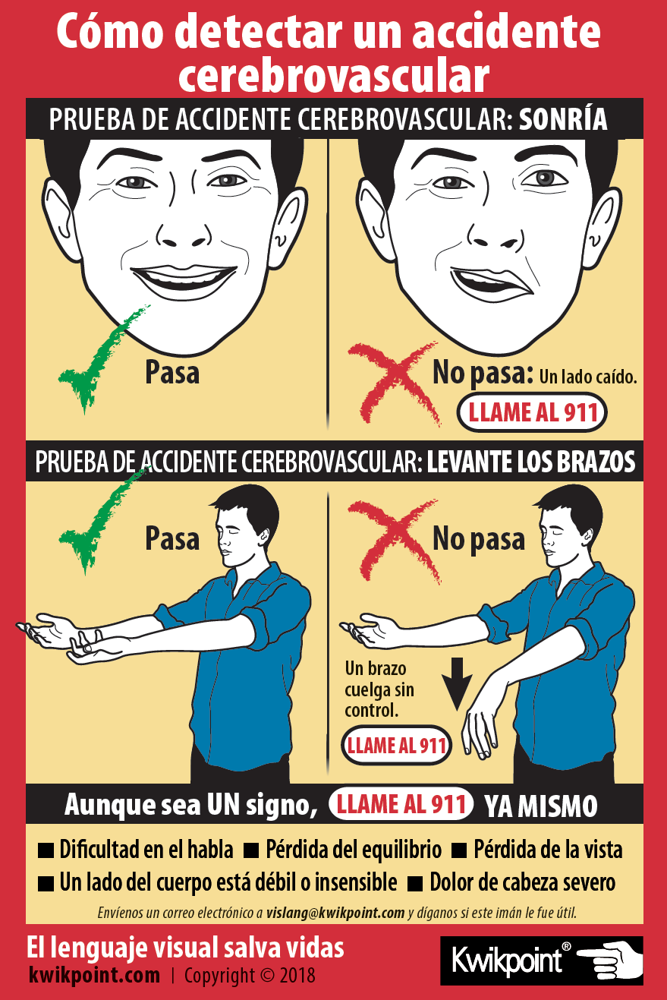 Cómo detectar un accidente
cerebrovascular
PRUEBA DE ACCIDENTE CEREBROVASCULAR: SONRÍA
Pasa
No pasa: Un lado caído.
LLAME AL 911
PRUEBA DE ACCIDENTE CEREBROVASCULAR: LEVANTE LOS BRAZOS
Pasa
No pasa
Un brazo
cuelga sin
control.
LLAME AL 911
Aunque sea UN signo, LLAME AL 911 YA MISMO
■ Dificultad en el habla ■ Pérdida del equilibrio ■ Pérdida de la vista
■ Un lado del cuerpo está débil o insensible ■ Dolor de cabeza severo
Envíenos un correo electrónico a vislang@kwikpoint.com y díganos si este imán le fue útil.
El lenguaje visual salva vidas
kwikpoint.com | Copyright © 2018
Kwikpoint®